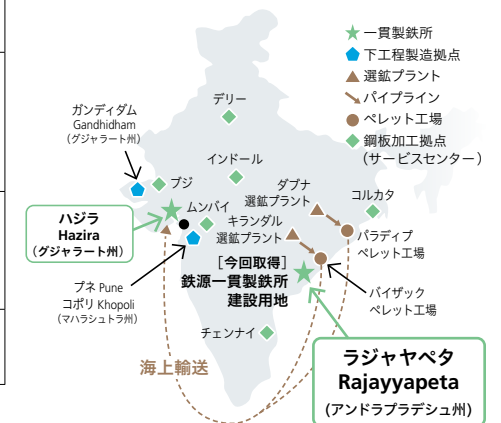 一貫製鉄所
下工程製造拠点
選鉱プラント
パイプライン
ペレット工場
鋼板加工拠点
(サービスセンター)
デリー
ガンディダム
Gandhidham
(グジャラート州)
インドール
ブジ
ダブナ
選鉱プラント
コルカタ
ムンバイ
ハジラ
Hazira
(グジャラート州)
キランダル
選鉱プラント
パラディプ
ペレット工場
[今回取得]
鉄源一貫製鉄所
建設用地
プネ Pune
コポリ Khopoli
(マハラシュトラ州)
バイザック
ペレット工場
チェンナイ
海上輸送
ラジャヤペタ
Rajayyapeta
(アンドラプラデシュ州)